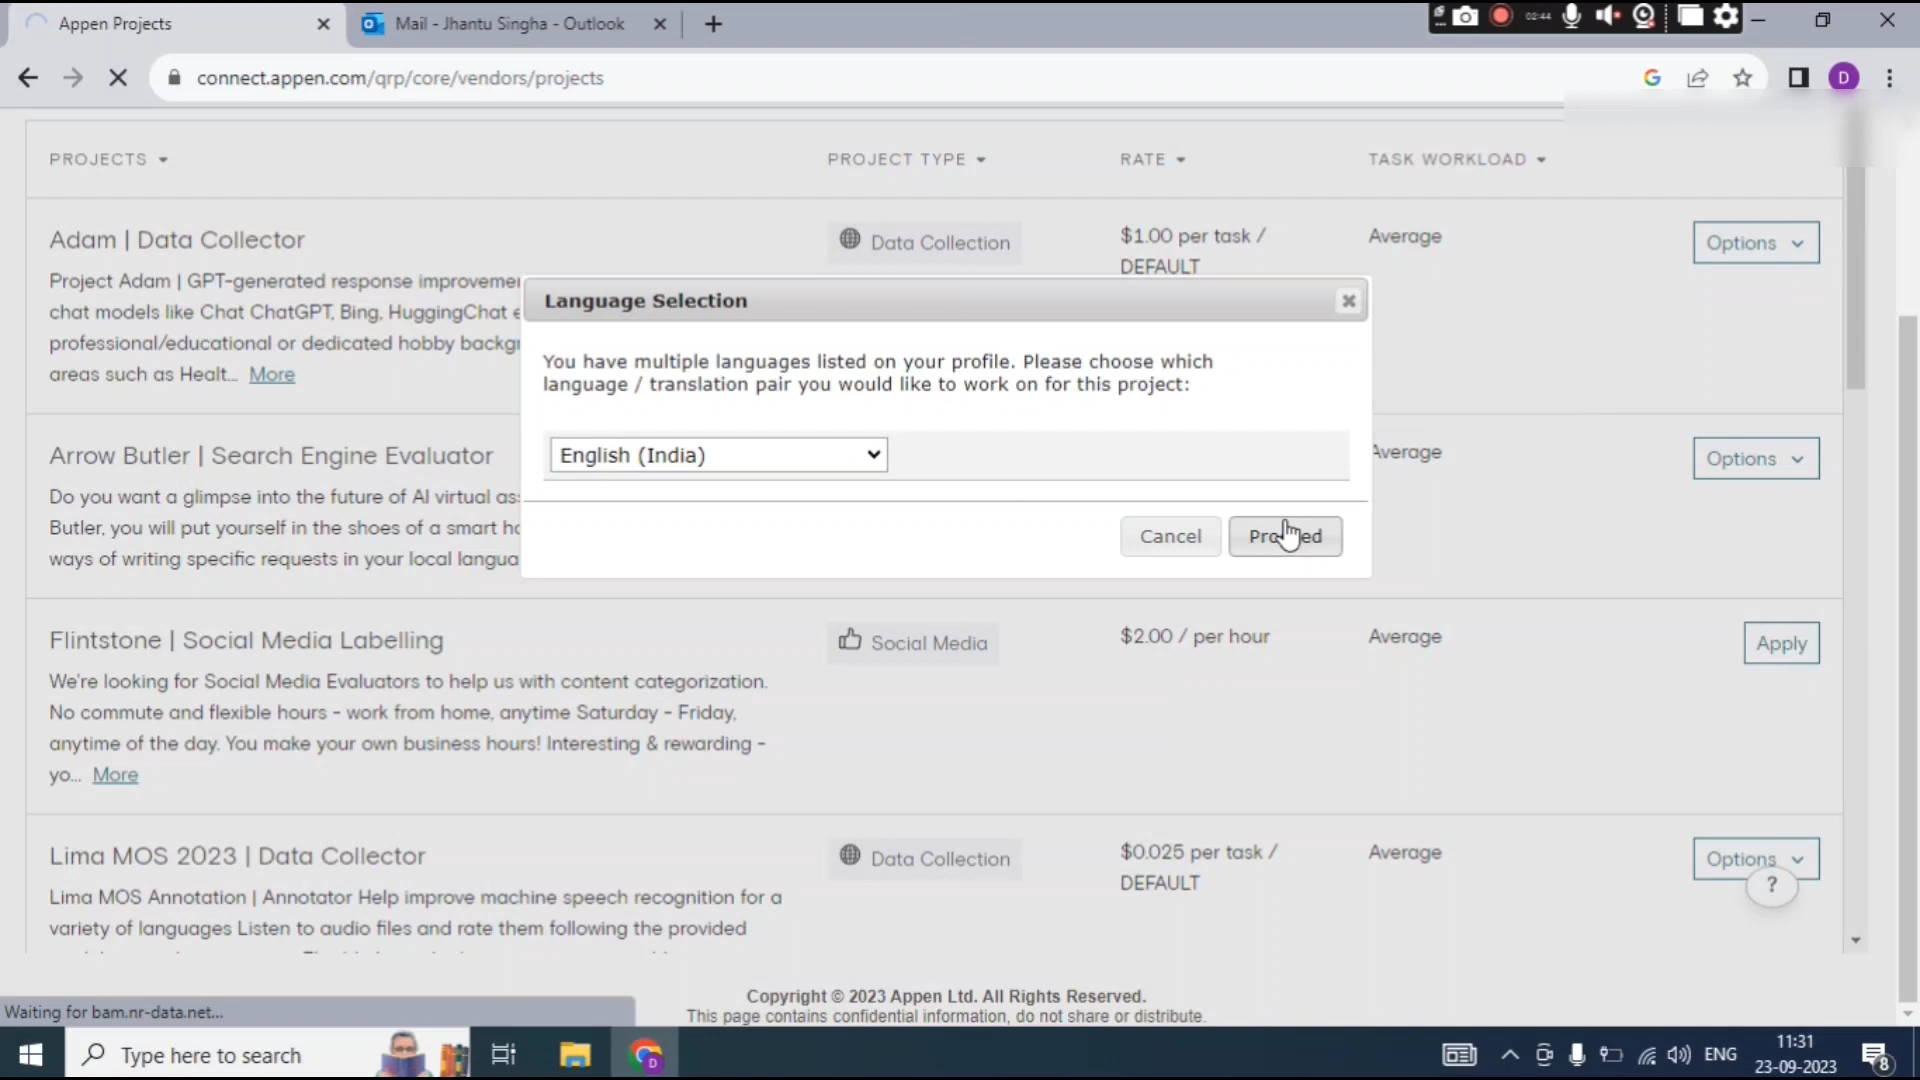 Appen Projects
Mail - Jhantu Singha - Outlook
02:44
connect.appen.com/qrp/core/vendors/projects
D
PROJECTS
PROJECT TYPE
RATE
TASK WORKLOAD
Adam | Data Collector
Data Collection
$1.00 per task /
DEFAULT
Average
Options
Project Adam | GPT-generated response improveme
chat models like Chat ChatGPT, Bing, HuggingChat
professional/educational or dedicated hobby backg
areas such as Healt... More
Language Selection
You have multiple languages listed on your profile. Please choose which
language / translation pair you would like to work on for this project:
English (India)
Cancel
Proceed
Arrow Butler | Search Engine Evaluator
Average
Options
Do you want a glimpse into the future of AI virtual as
Butler, you will put yourself in the shoes of a smart h
ways of writing specific requests in your local langua
Flintstone | Social Media Labelling
Social Media
$2.00 / per hour
Average
Apply
We're looking for Social Media Evaluators to help us with content categorization.
No commute and flexible hours - work from home, anytime Saturday - Friday,
anytime of the day. You make your own business hours! Interesting & rewarding -
yo... More
Lima MOS 2023 | Data Collector
Data Collection
$0.025 per task /
DEFAULT
Average
Options
?
Lima MOS Annotation | Annotator Help improve machine speech recognition for a
variety of languages Listen to audio files and rate them following the provided
Copyright © 2023 Appen Ltd. All Rights Reserved.
This page contains confidential information, do not share or distribute.
Waiting for bam.nr-data.net...
Type here to search
D
ENG
11:31
23-09-2023
8